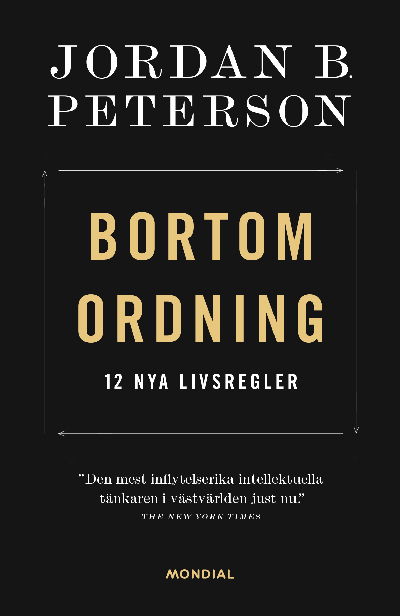 JORDAN B.
PETERSON
BORTOM
ORDNING
12 NYA LIVSREGLER
“Den mest inflytelserika intellektuella
tänkaren i västvärlden just nu.”
THE NEW YORK TIMES
MONDIAL